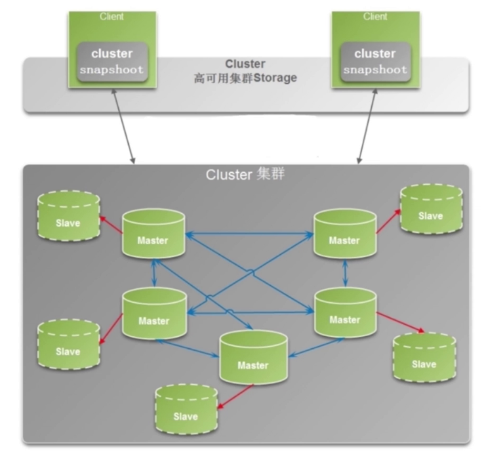 Client
Client
cluster
snapshoot
cluster
snapshoot
Cluster
高可用集群Storage
Cluster 集群
Slave
Master
Master
Slave
Master
Master
Slave
Master
Slave
Slave